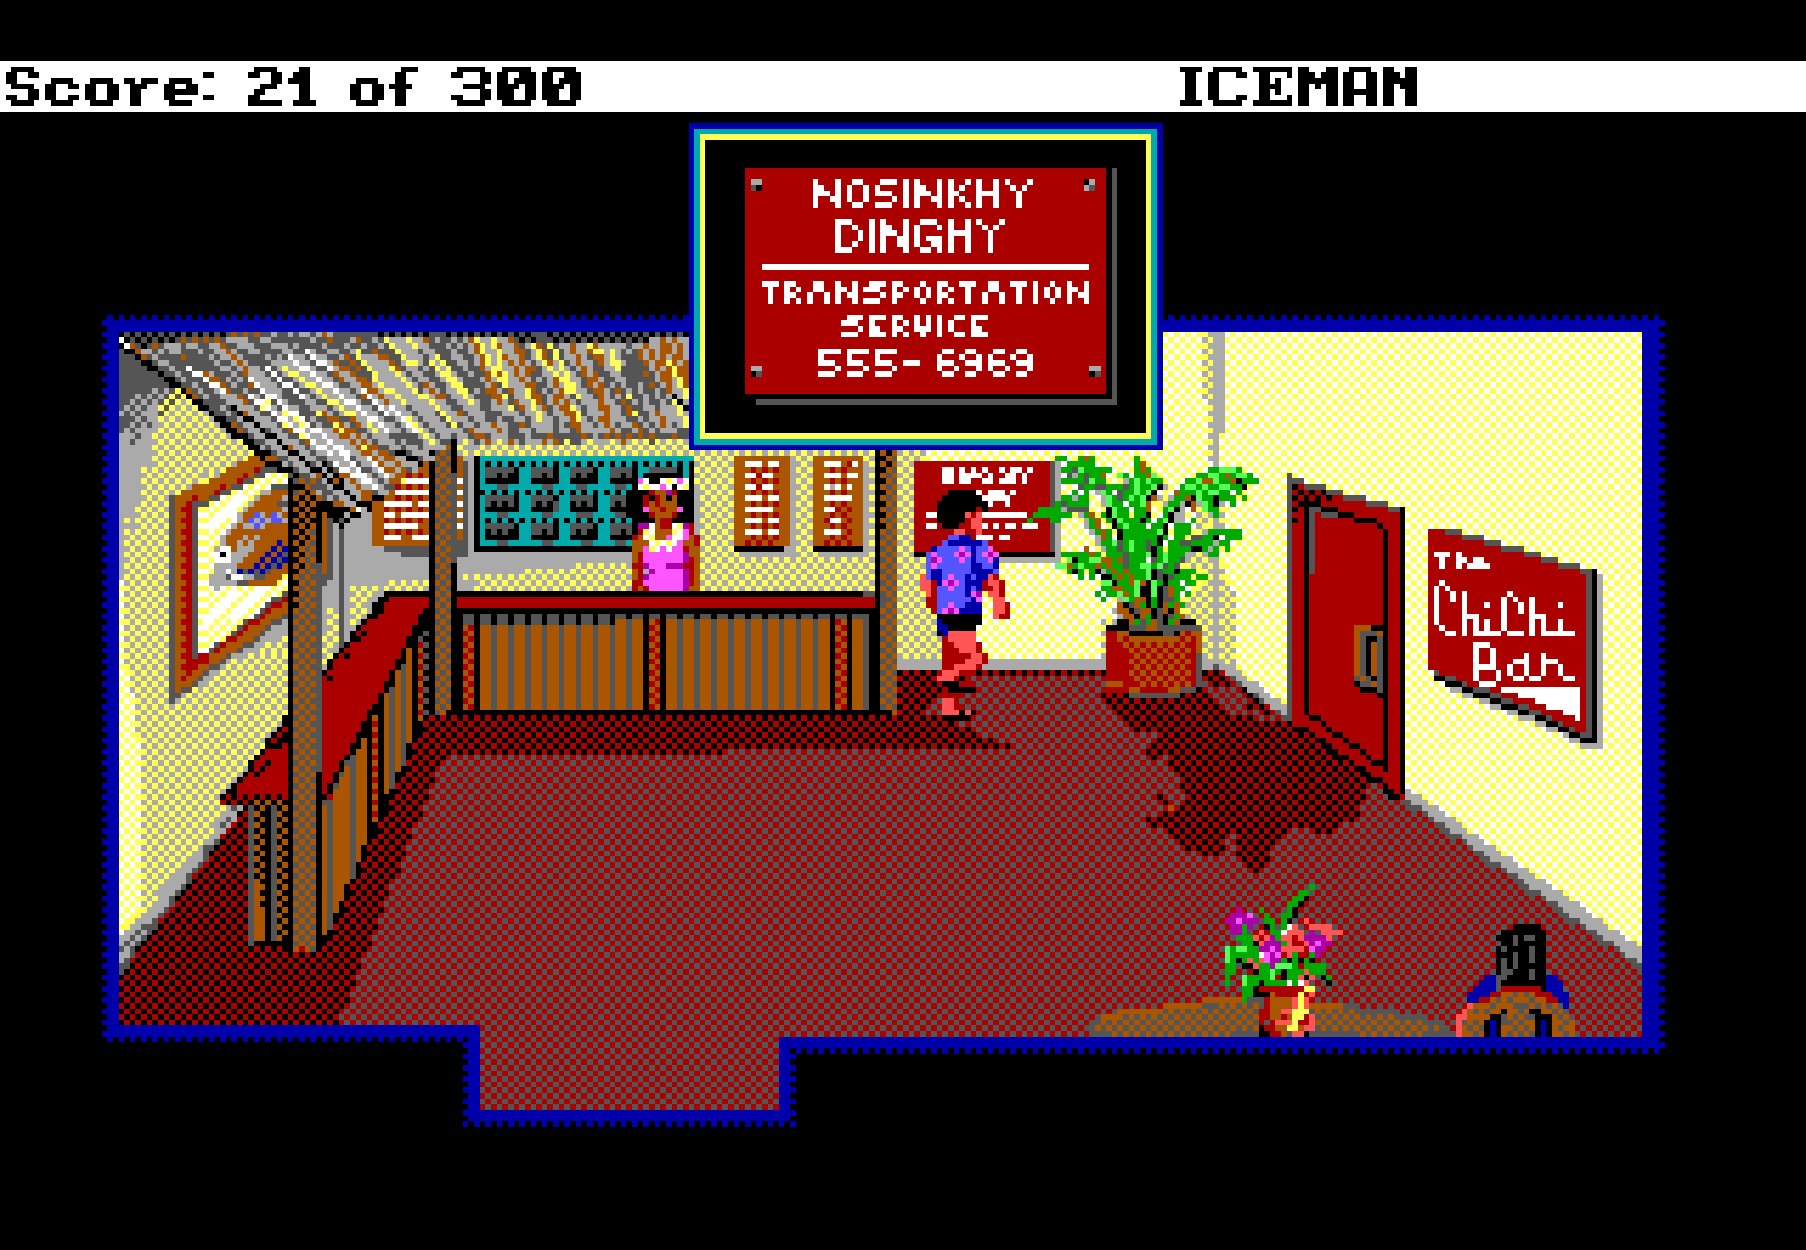 Score: 21 of 300
ICEMAN
NOSINKHY
DINGHY
TRANSPORTATION
SERVICE
555-6969
The
ChiChi
Bar